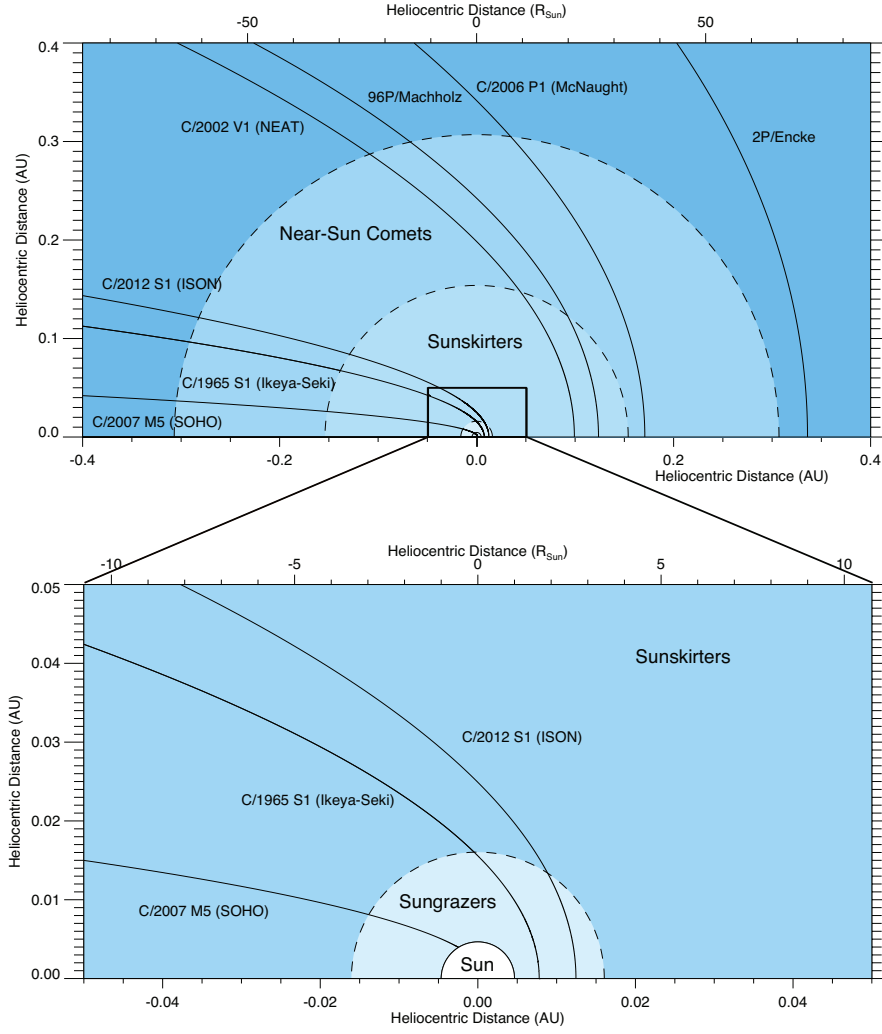 Heliocentric Distance (RSun)
-50 0 50
0.4
C/2006 P1 (McNaught)
96P/Machholz
C/2002 V1 (NEAT)
2P/Encke
0.3
Heliocentric Distance (AU)
Near-Sun Comets
0.2
C/2012 S1 (ISON)
Sunskirters
0.1
C/1965 S1 (Ikeya-Seki)
C/2007 M5 (SOHO)
0.0
-0.4 -0.2 0.0 0.2 0.4
Heliocentric Distance (AU)
Heliocentric Distance (RSun)
-10 -5 0 5 10
0.05
Sunskirters
0.04
Heliocentric Distance (AU)
C/2012 S1 (ISON)
0.03
C/1965 S1 (Ikeya-Seki)
0.02
Sungrazers
C/2007 M5 (SOHO)
0.01
Sun
0.00
-0.04 -0.02 0.00 0.02 0.04
Heliocentric Distance (AU)